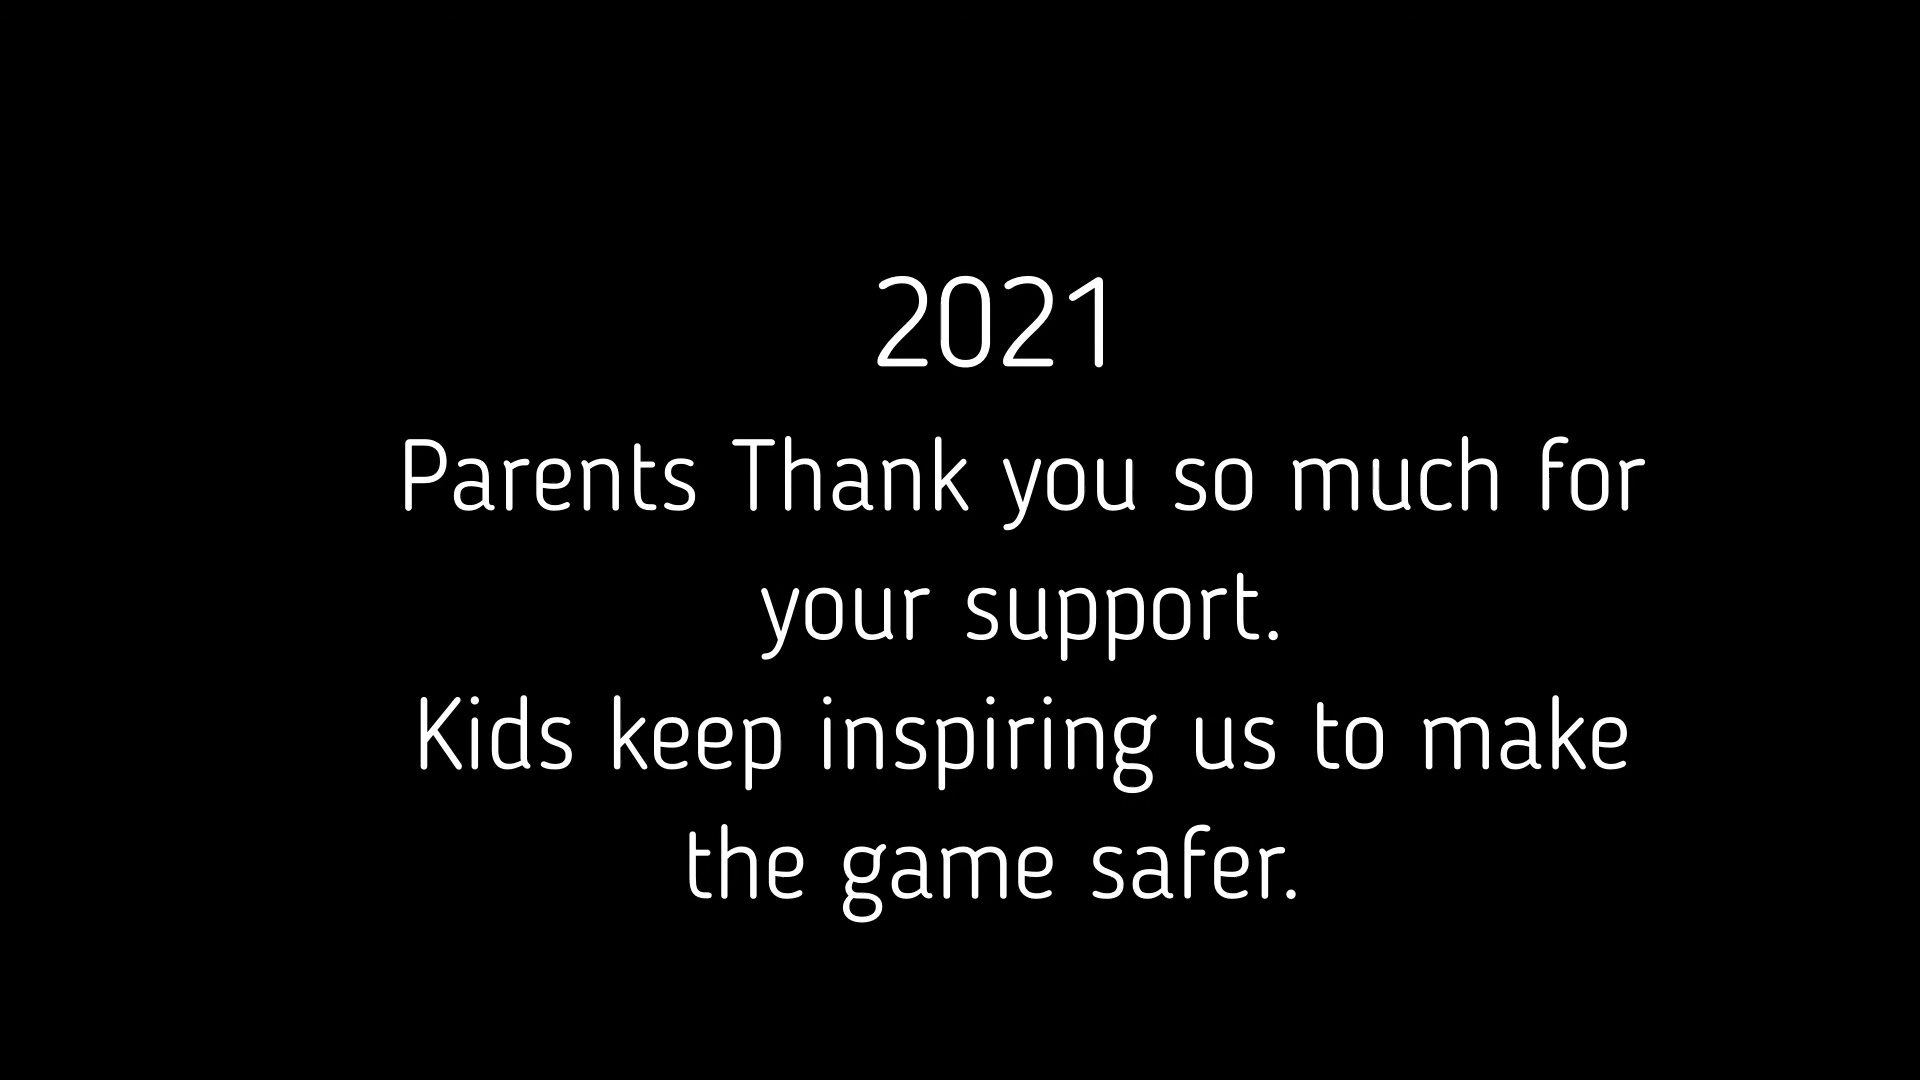 2021
Parents Thank you so much for
your support.
Kids keep inspiring us to make
the game safer.